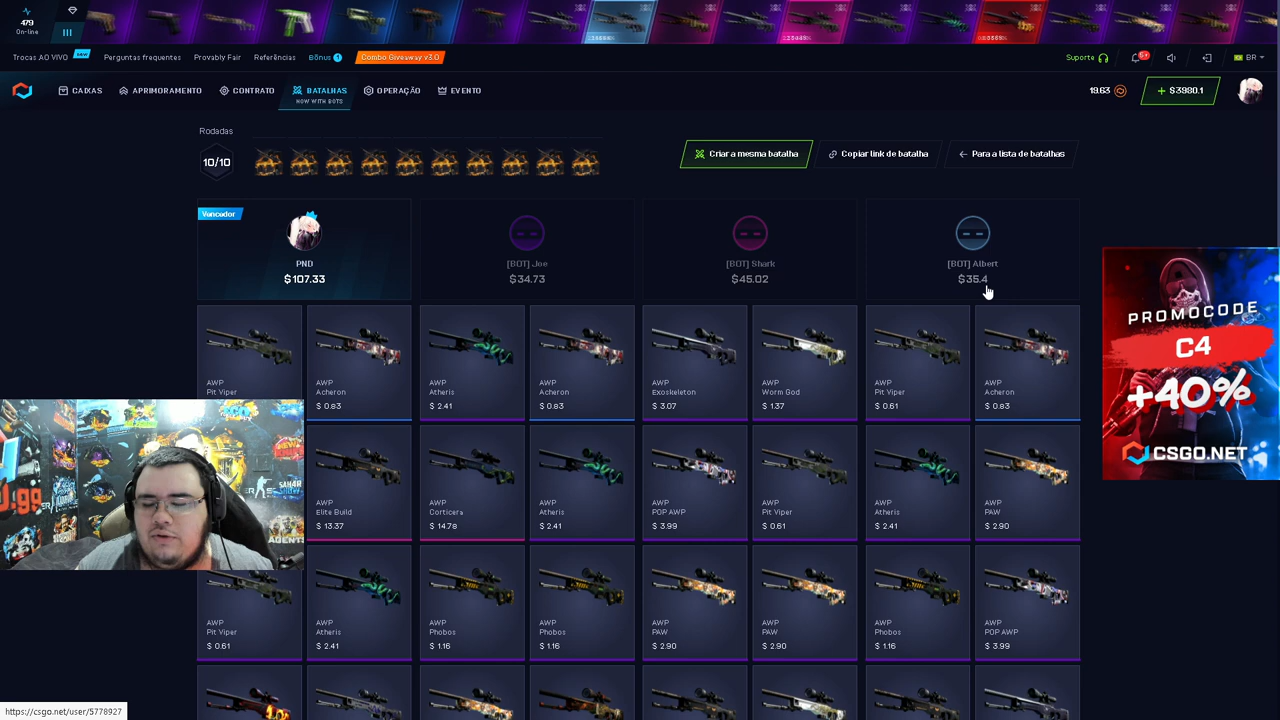 479
On-line
Trocas AO VIVO
NEW
Perguntas frequentes
Provably Fair
Referências
Bônus 1
Combo Giveaway v3.0
Suporte
5+
BR
CAIXAS
APRIMORAMENTO
CONTRATO
BATALHAS
NOW WITH BOTS
OPERAÇÃO
EVENTO
19.63
+ $3980.1
Rodadas
10/10
Criar a mesma batalha
Copiar link de batalha
Para a lista de batalhas
Vencedor
PND
$107.33
[BOT] Joe
$34.73
[BOT] Shark
$45.02
[BOT] Albert
$35.4
AWP
Pit Viper
AWP
Acheron
$ 0.83
AWP
Atheris
$ 2.41
AWP
Acheron
$ 0.83
AWP
Exoskeleton
$ 3.07
AWP
Worm God
$ 1.37
AWP
Pit Viper
$ 0.61
AWP
Acheron
$ 0.83
AWP
Elite Build
$ 13.37
AWP
Corticera
$ 14.78
AWP
Atheris
$ 2.41
AWP
POP AWP
$ 3.99
AWP
Pit Viper
$ 0.61
AWP
Atheris
$ 2.41
AWP
PAW
$ 2.90
AWP
Pit Viper
$ 0.61
AWP
Atheris
$ 2.41
AWP
Phobos
$ 1.16
AWP
Phobos
$ 1.16
AWP
PAW
$ 2.90
AWP
PAW
$ 2.90
AWP
Phobos
$ 1.16
AWP
POP AWP
$ 3.99
PROMOCODE
C4
+40%
CSGO.NET
https://csgo.net/user/5778927